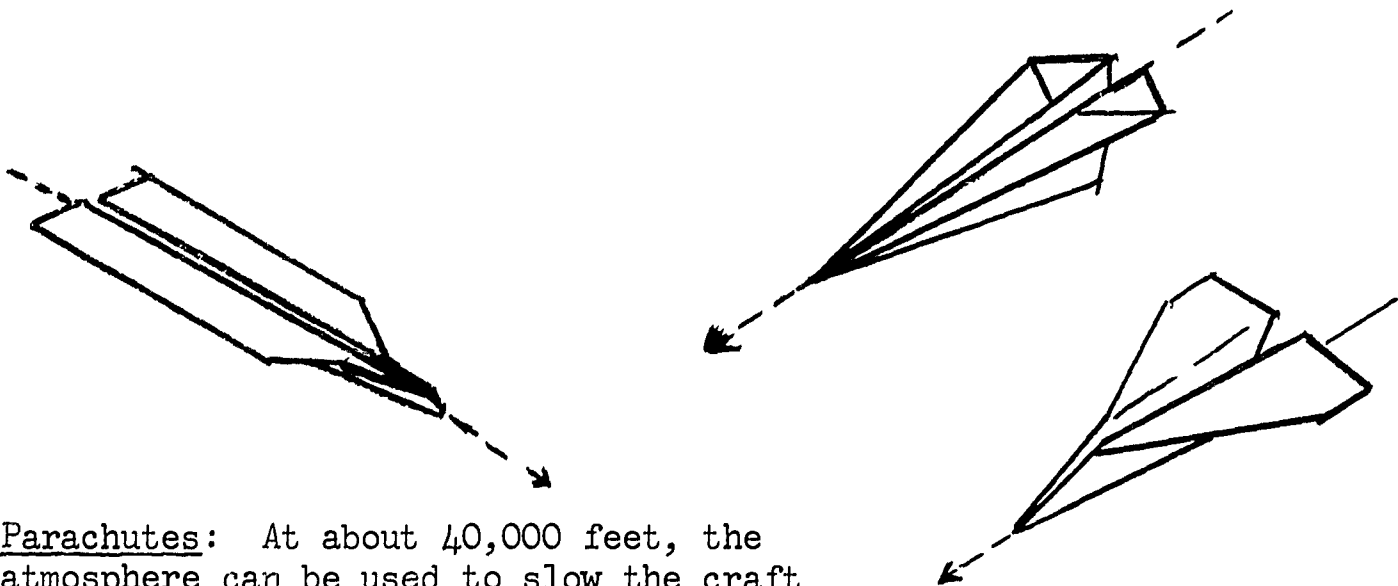 Parachutes: At about 40,000 feet, the
atmosphere can be used to slow the craft